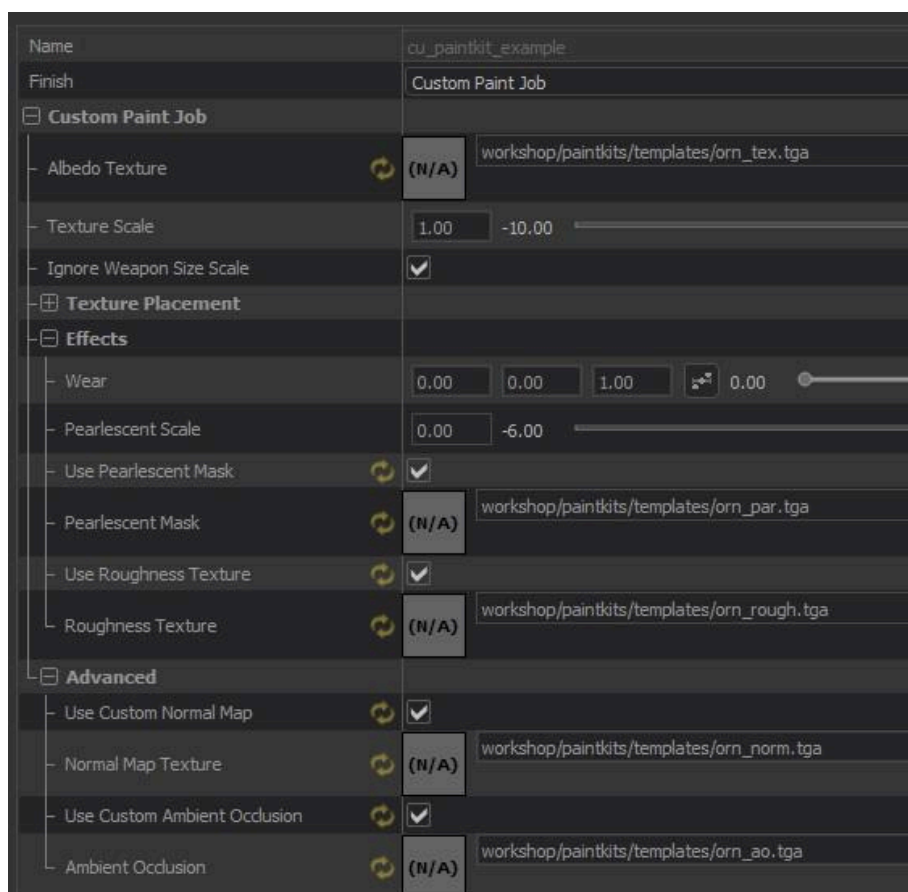 Name cu_paintkit_example
Finish Custom Paint Job
Custom Paint Job
Albedo Texture (N/A) workshop/paintkits/templates/orn_tex.tga
Texture Scale 1.00 -10.00
Ignore Weapon Size Scale
Texture Placement
Effects
Wear 0.00 0.00 1.00 0.00
Pearlescent Scale 0.00 -6.00
Use Pearlescent Mask
Pearlescent Mask (N/A) workshop/paintkits/templates/orn_par.tga
Use Roughness Texture
Roughness Texture (N/A) workshop/paintkits/templates/orn_rough.tga
Advanced
Use Custom Normal Map
Normal Map Texture (N/A) workshop/paintkits/templates/orn_norm.tga
Use Custom Ambient Occlusion
Ambient Occlusion (N/A) workshop/paintkits/templates/orn_ao.tga